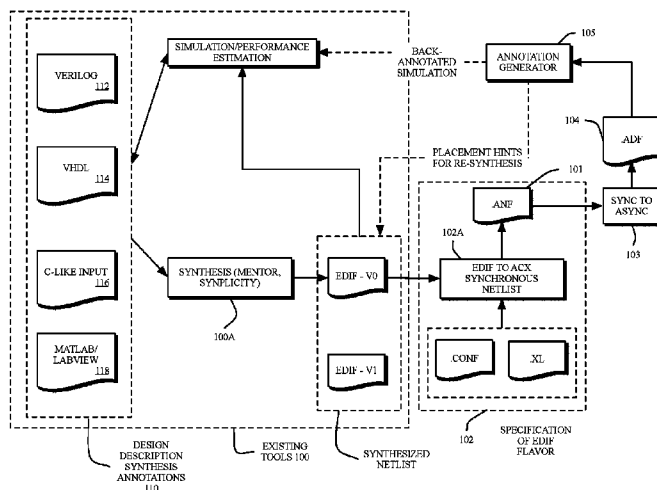 SIMULATION/PERFORMANCE
ESTIMATION
BACK-
ANNOTATED
SIMULATION
ANNOTATION
GENERATOR
105
VERILOG
112
104
.ADF
VHDL
114
PLACEMENT HINTS
FOR RE-SYNTHESIS
101
.ANF
SYNC TO
ASYNC
103
102A
C-LIKE INPUT
116
SYNTHESIS (MENTOR,
SYNPLICITY)
100A
EDIF - V0
EDIF TO ACX
SYNCHRONOUS
NETLIST
MATLAB/
LABVIEW
118
EDIF - V1
.CONF
.XL
DESIGN
DESCRIPTION
SYNTHESIS
ANNOTATIONS
110
EXISTING
TOOLS 100
SYNTHESIZED
NETLIST
102
SPECIFICATION
OF EDIF
FLAVOR